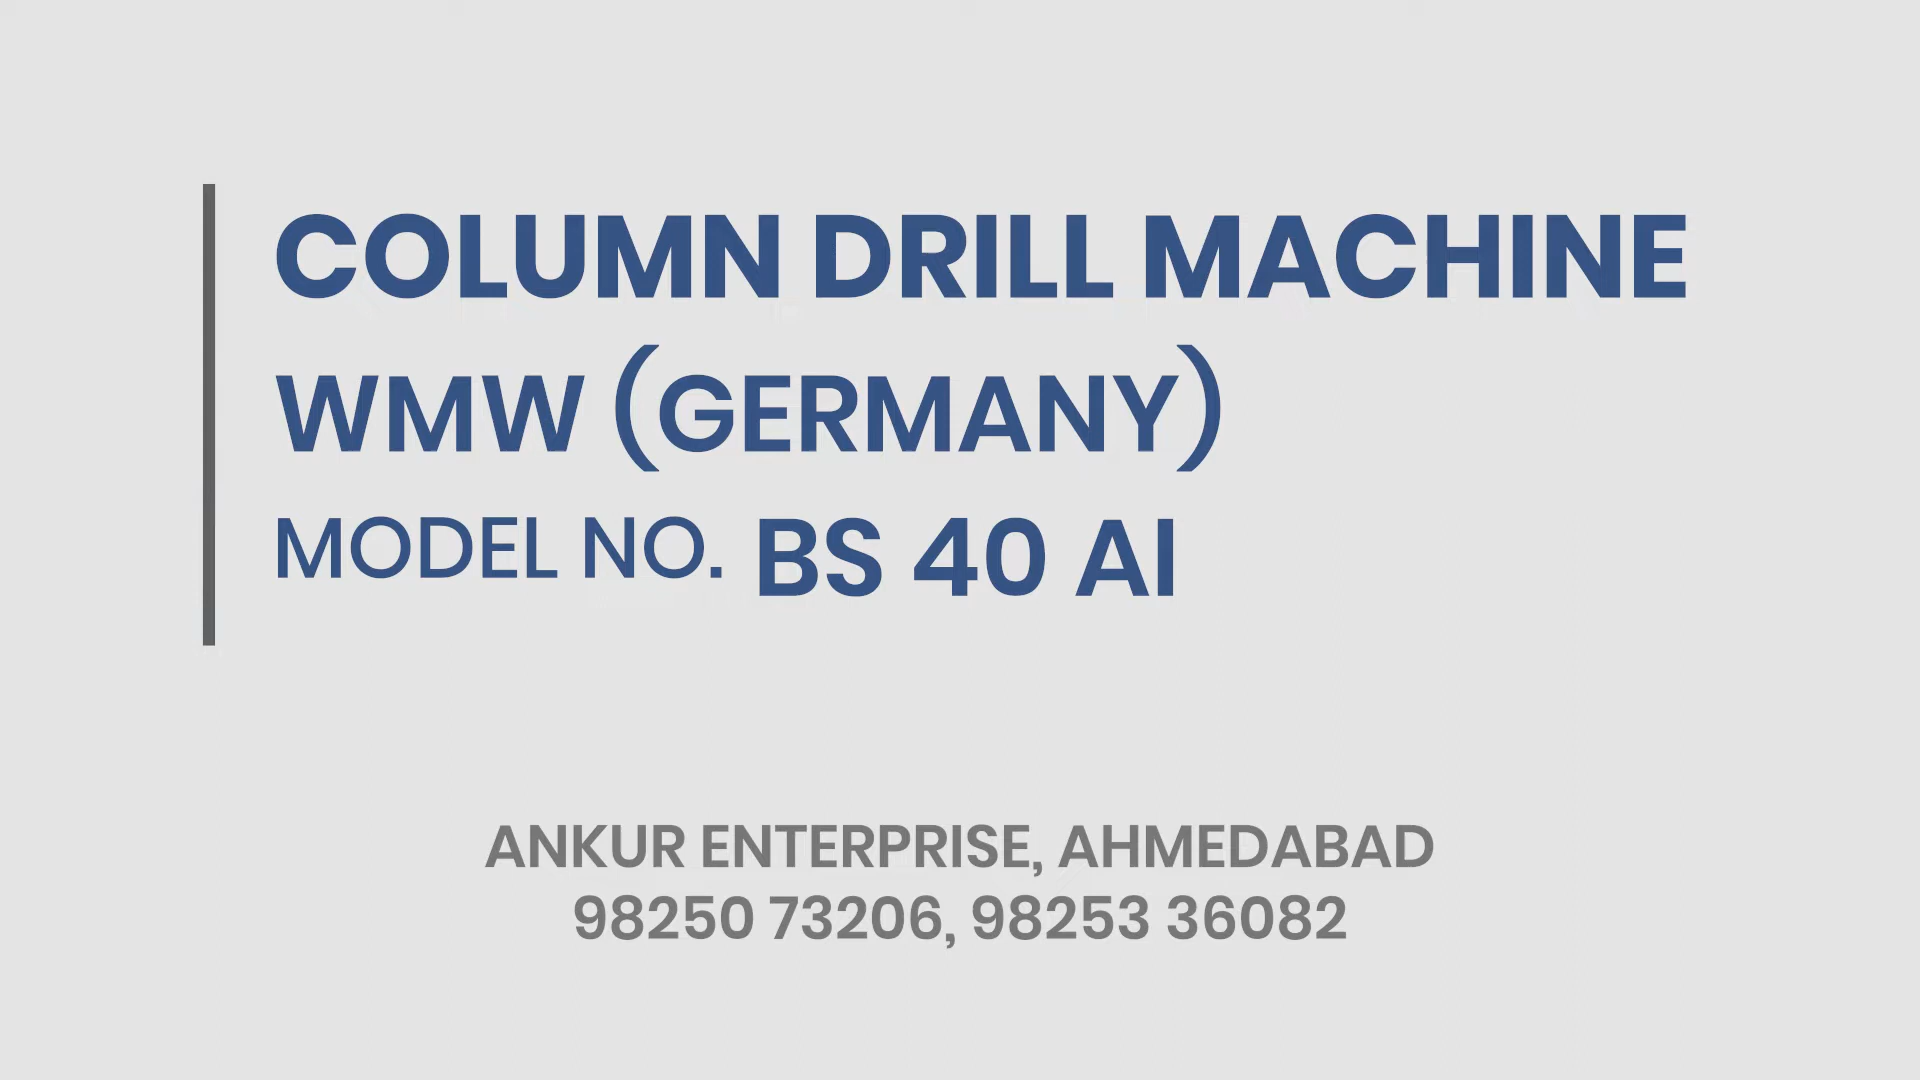 COLUMN DRILL MACHINE
WMW (GERMANY)
MODEL NO. BS 40 AI
ANKUR ENTERPRISE, AHMEDABAD
98250 73206, 98253 36082